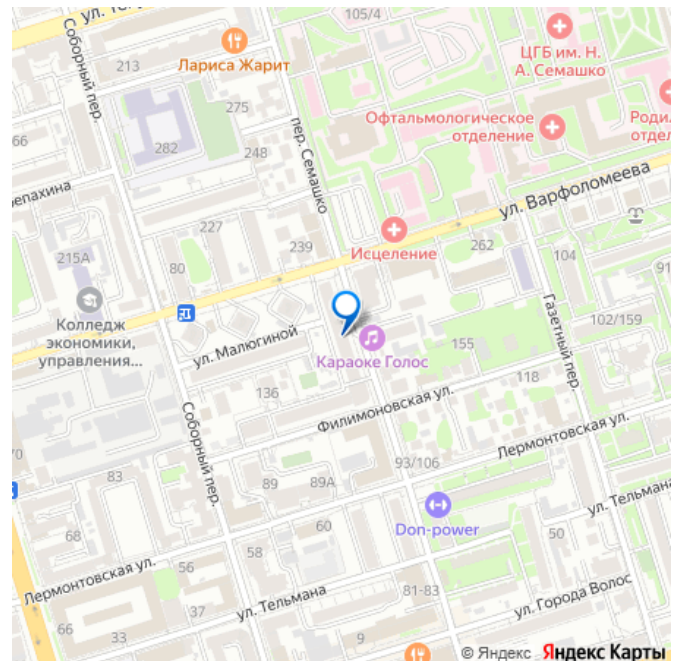 ул. Те
105/4
Лариса Жарит
213
Соборный пер.
ЦГБ им. Н.
А. Семашко
275
Офтальмологическое
отделение
Роди
отдел
66
282
248
пер. Семашко
епахина
227
ул. Варфоломеева
239
215А
80
Исцеление
262
104
91
Колледж
экономики,
управления...
ул. Малюгиной
Караоке Голос
155
Газетный пер.
102/159
136
118
Филимоновская ул.
Соборный пер.
Лермонтовская ул.
/0
83
93/106
89
89А
Don-power
ул. Тельмана
68
60
50
58
Лермонтовская ул.
56
81-83
ул. Тельмана
37
ул. Города Волос
66
33
9
© Яндекс Яндекс Карты